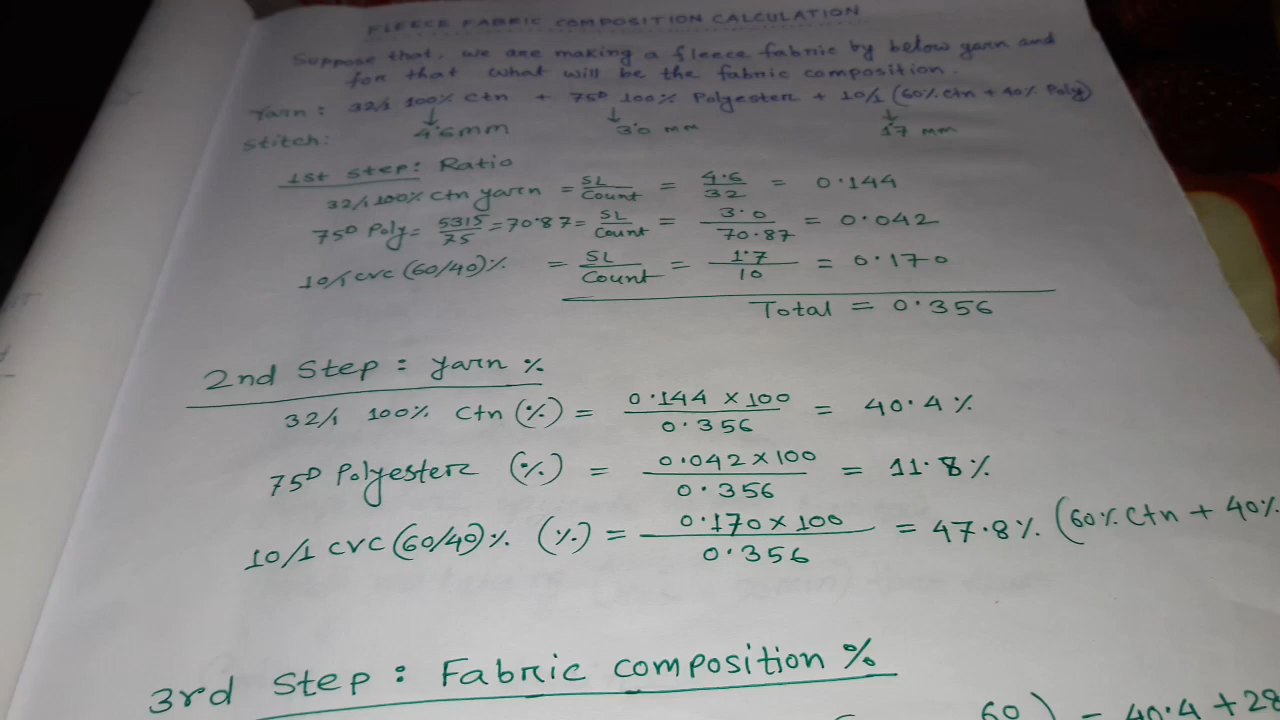 FLEECE FABRIC COMPOSITION CALCULATION
Suppose that, we are making a fleece fabric by below yarn and
for that what will be the fabric composition.
Yarn: 32/1 100% Ctn + 75D 100% Polyester + 10/1 (60% Ctn + 40% Poly)
Stitch: ↓ 4.6mm ↓ 3.0 mm ↓ 1.7 mm
1st Step: Ratio
32/1 100% Ctn yarn = SL/Count = 4.6/32 = 0.144
75D Poly = 5315/75 = 70.87 = SL/Count = 3.0/70.87 = 0.042
10/1 CVC (60/40)% = SL/Count = 1.7/10 = 0.170
Total = 0.356
2nd Step: Yarn %
32/1 100% Ctn (%) = 0.144 X 100/0.356 = 40.4%
75D Polyester (%) = 0.042 X 100/0.356 = 11.8%
10/1 CVC (60/40)% (%) = 0.170 X 100/0.356 = 47.8% (60% Ctn + 40%
3rd Step: Fabric composition %
60) = 40.4 + 28